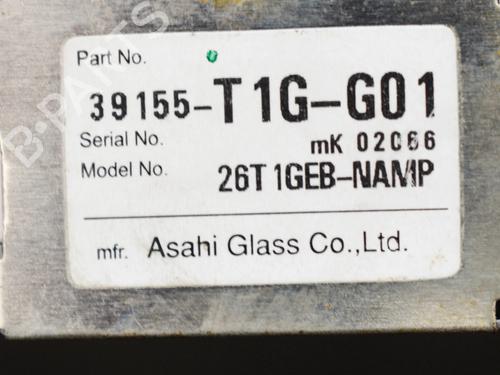 Part No.
39155-T1G-G01
Serial No. mK 02066
Model No. 26T1GEB-NAMP
mfr. Asahi Glass Co.,Ltd.
B-PARTS